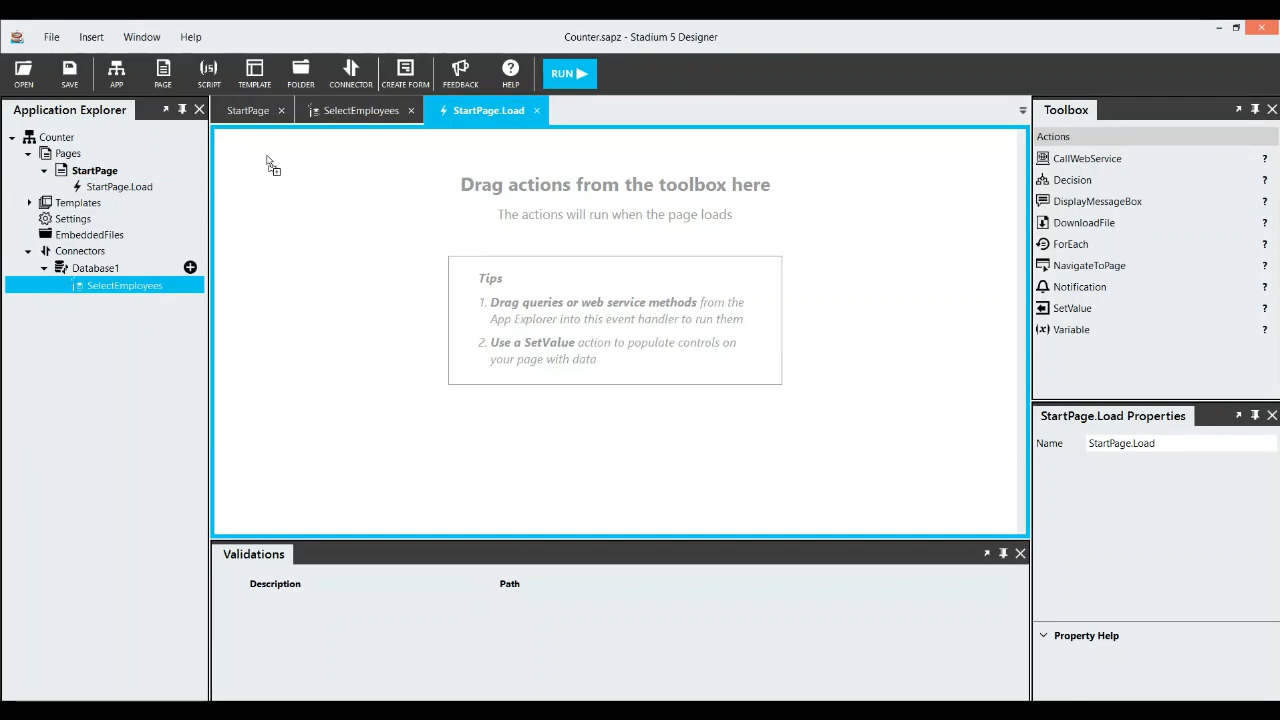 File Insert Window Help Counter.sapz - Stadium 5 Designer
OPEN SAVE APP PAGE SCRIPT TEMPLATE FOLDER CONNECTOR CREATE FORM FEEDBACK HELP RUN
Application Explorer
Counter
Pages
StartPage
StartPage.Load
Templates
Settings
EmbeddedFiles
Connectors
Database1
SelectEmployees
StartPage SelectEmployees StartPage.Load
Drag actions from the toolbox here
The actions will run when the page loads
Tips
1. Drag queries or web service methods from the
App Explorer into this event handler to run them
2. Use a SetValue action to populate controls on
your page with data
Validations
Description Path
Toolbox
Actions
CallWebService ?
Decision ?
DisplayMessageBox ?
DownloadFile ?
ForEach ?
NavigateToPage ?
Notification ?
SetValue ?
(x) Variable ?
StartPage.Load Properties
Name StartPage.Load
Property Help